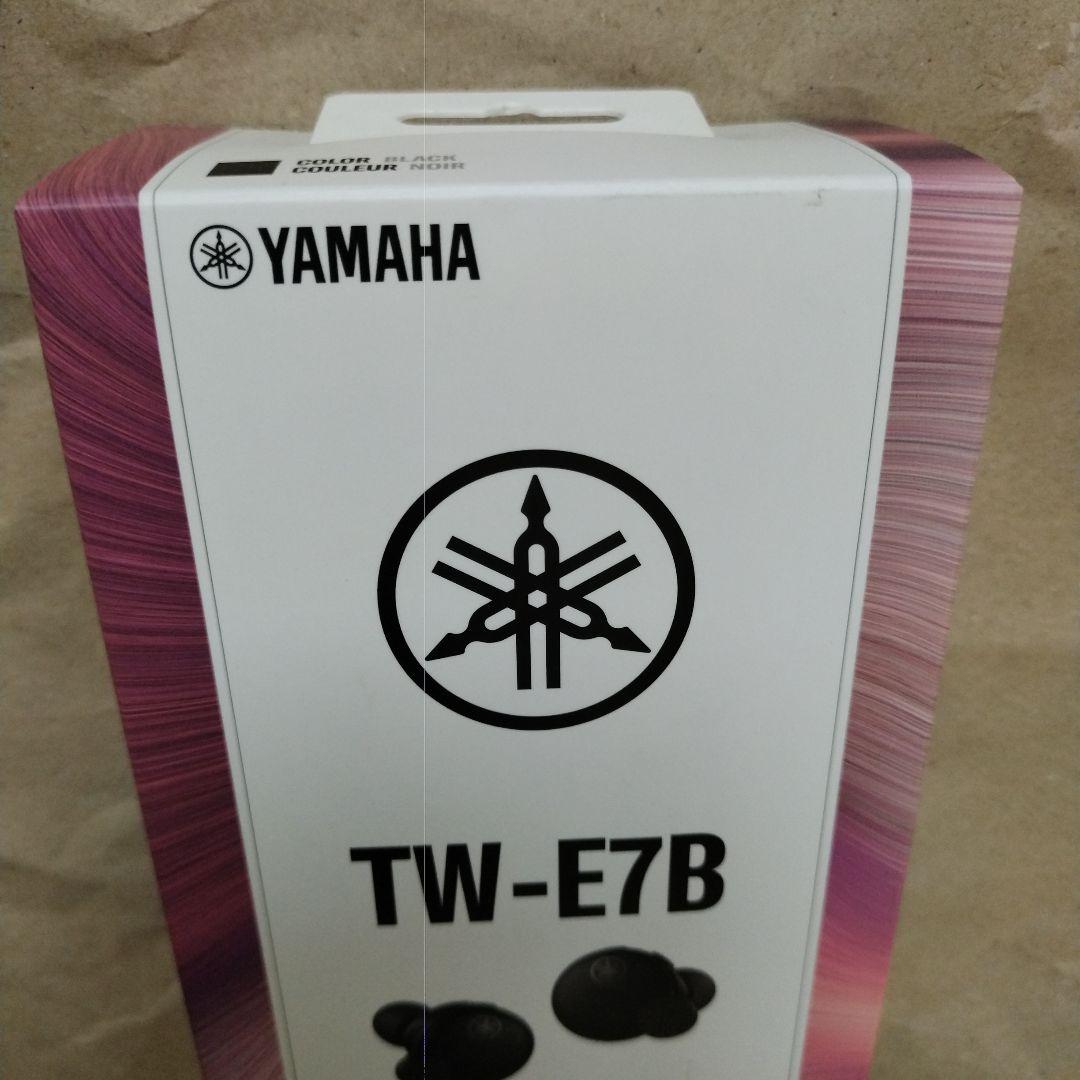 COLOR BLACK
COULEUR NOIR
YAMAHA
TW-E7B